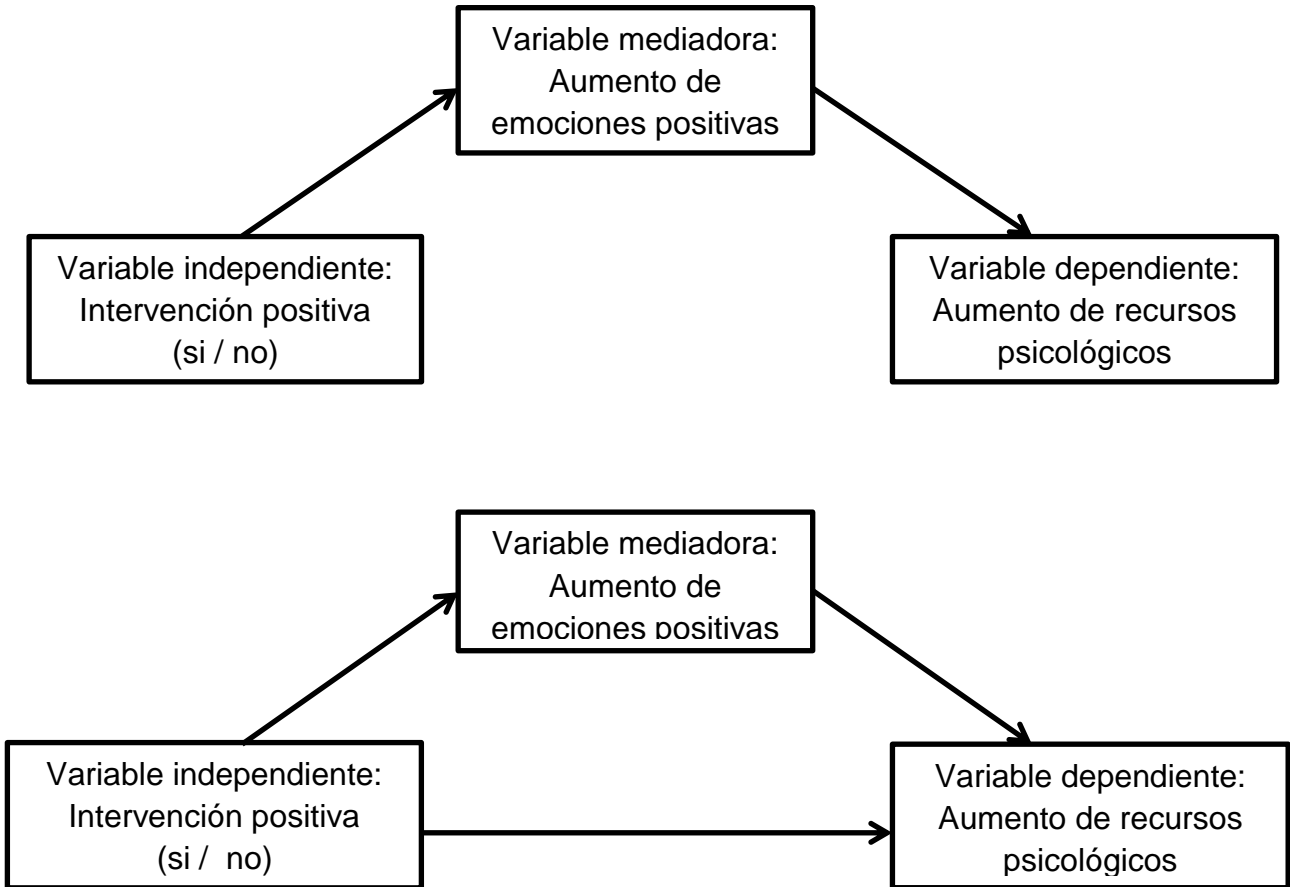 Variable mediadora:
Aumento de
emociones positivas
Variable independiente:
Intervención positiva
(si / no)
Variable dependiente:
Aumento de recursos
psicológicos
Variable mediadora:
Aumento de
emociones positivas
Variable independiente:
Intervención positiva
(si /  no)
Variable dependiente:
Aumento de recursos
psicológicos